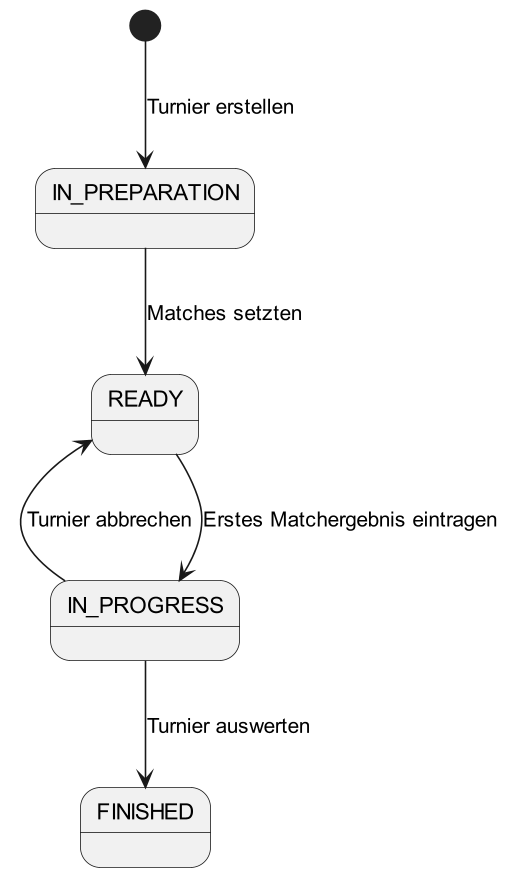 Turnier erstellen
IN_PREPARATION
Matches setzten
READY
Turnier abbrechen
Erstes Matchergebnis eintragen
IN_PROGRESS
Turnier auswerten
FINISHED